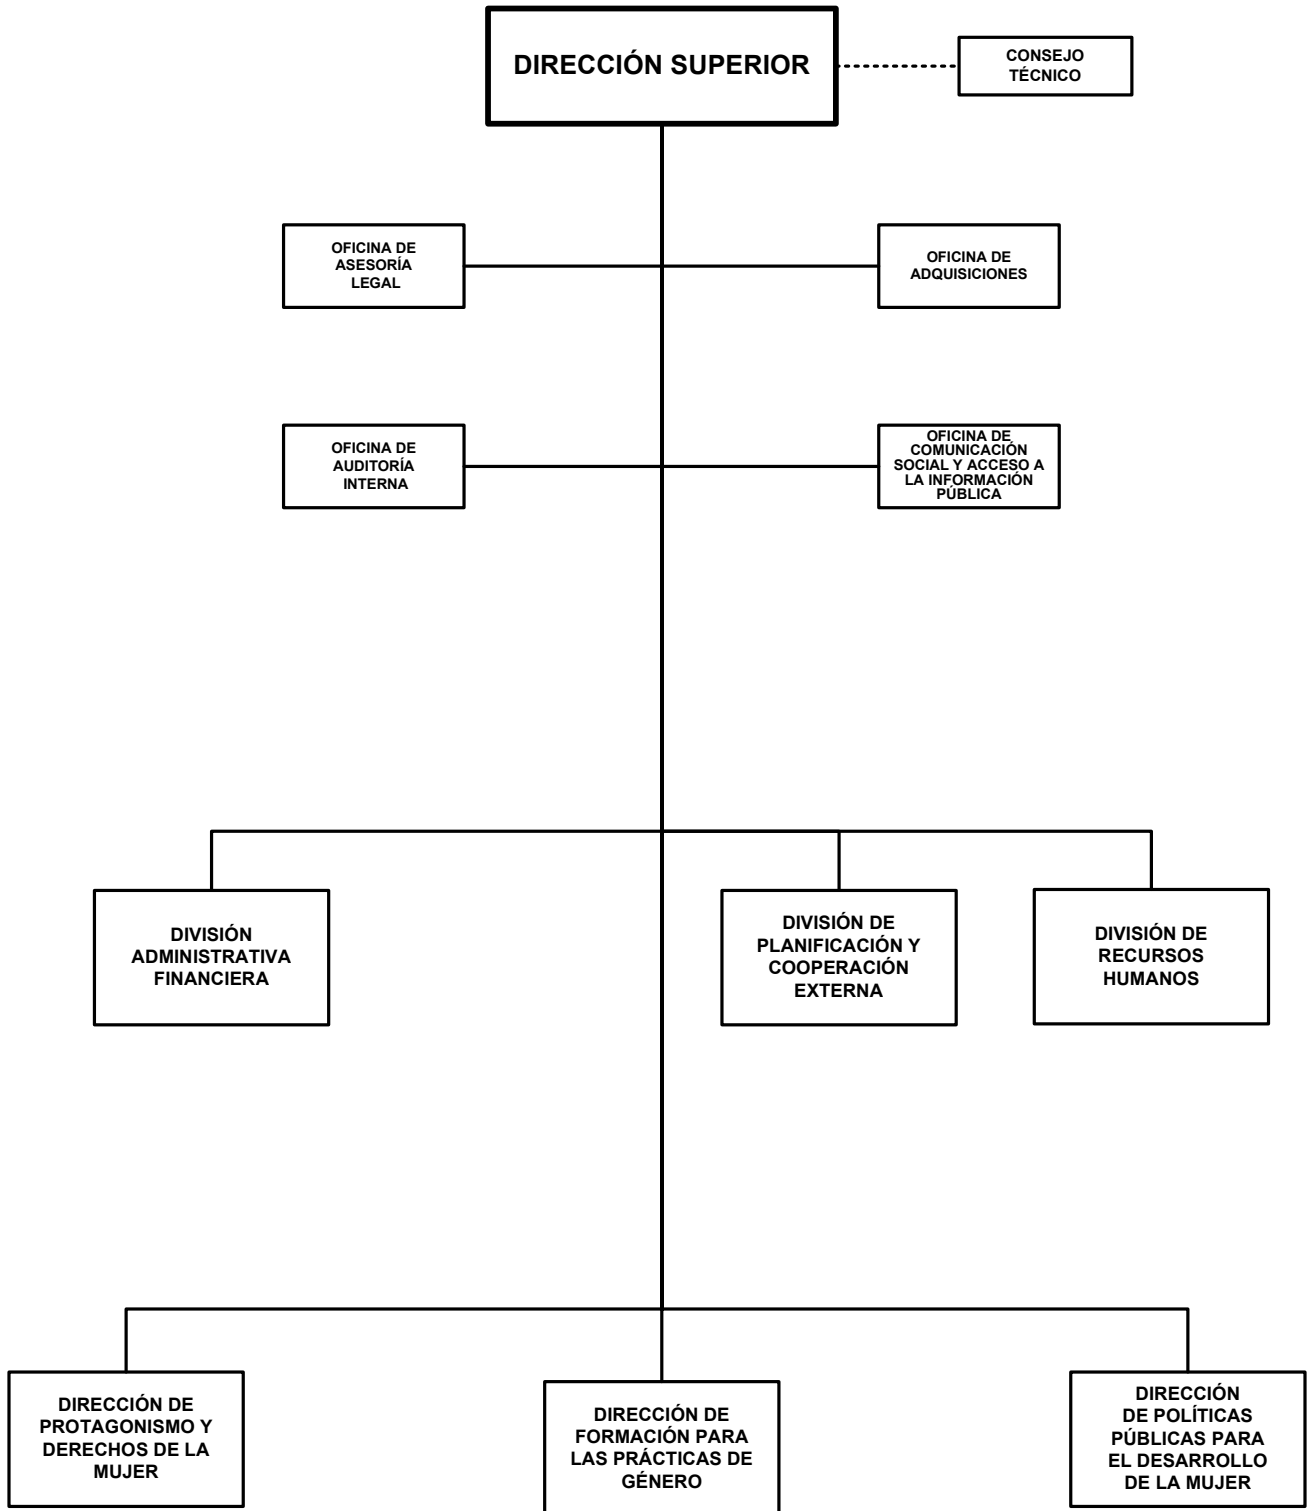 DIRECCIÓN SUPERIOR
CONSEJO
TÉCNICO
OFICINA DE
ASESORÍA
LEGAL
OFICINA DE
ADQUISICIONES
OFICINA DE
AUDITORÍA
INTERNA
OFICINA DE
COMUNICACIÓN
SOCIAL Y ACCESO A
LA INFORMACIÓN
PÚBLICA
DIVISIÓN
ADMINISTRATIVA
FINANCIERA
DIVISIÓN DE
PLANIFICACIÓN Y
COOPERACIÓN
EXTERNA
DIVISIÓN DE
RECURSOS
HUMANOS
DIRECCIÓN DE
PROTAGONISMO Y
DERECHOS DE LA
MUJER
DIRECCIÓN DE
FORMACIÓN PARA
LAS PRÁCTICAS DE
GÉNERO
DIRECCIÓN
DE POLÍTICAS
PÚBLICAS PARA
EL DESARROLLO
DE LA MUJER